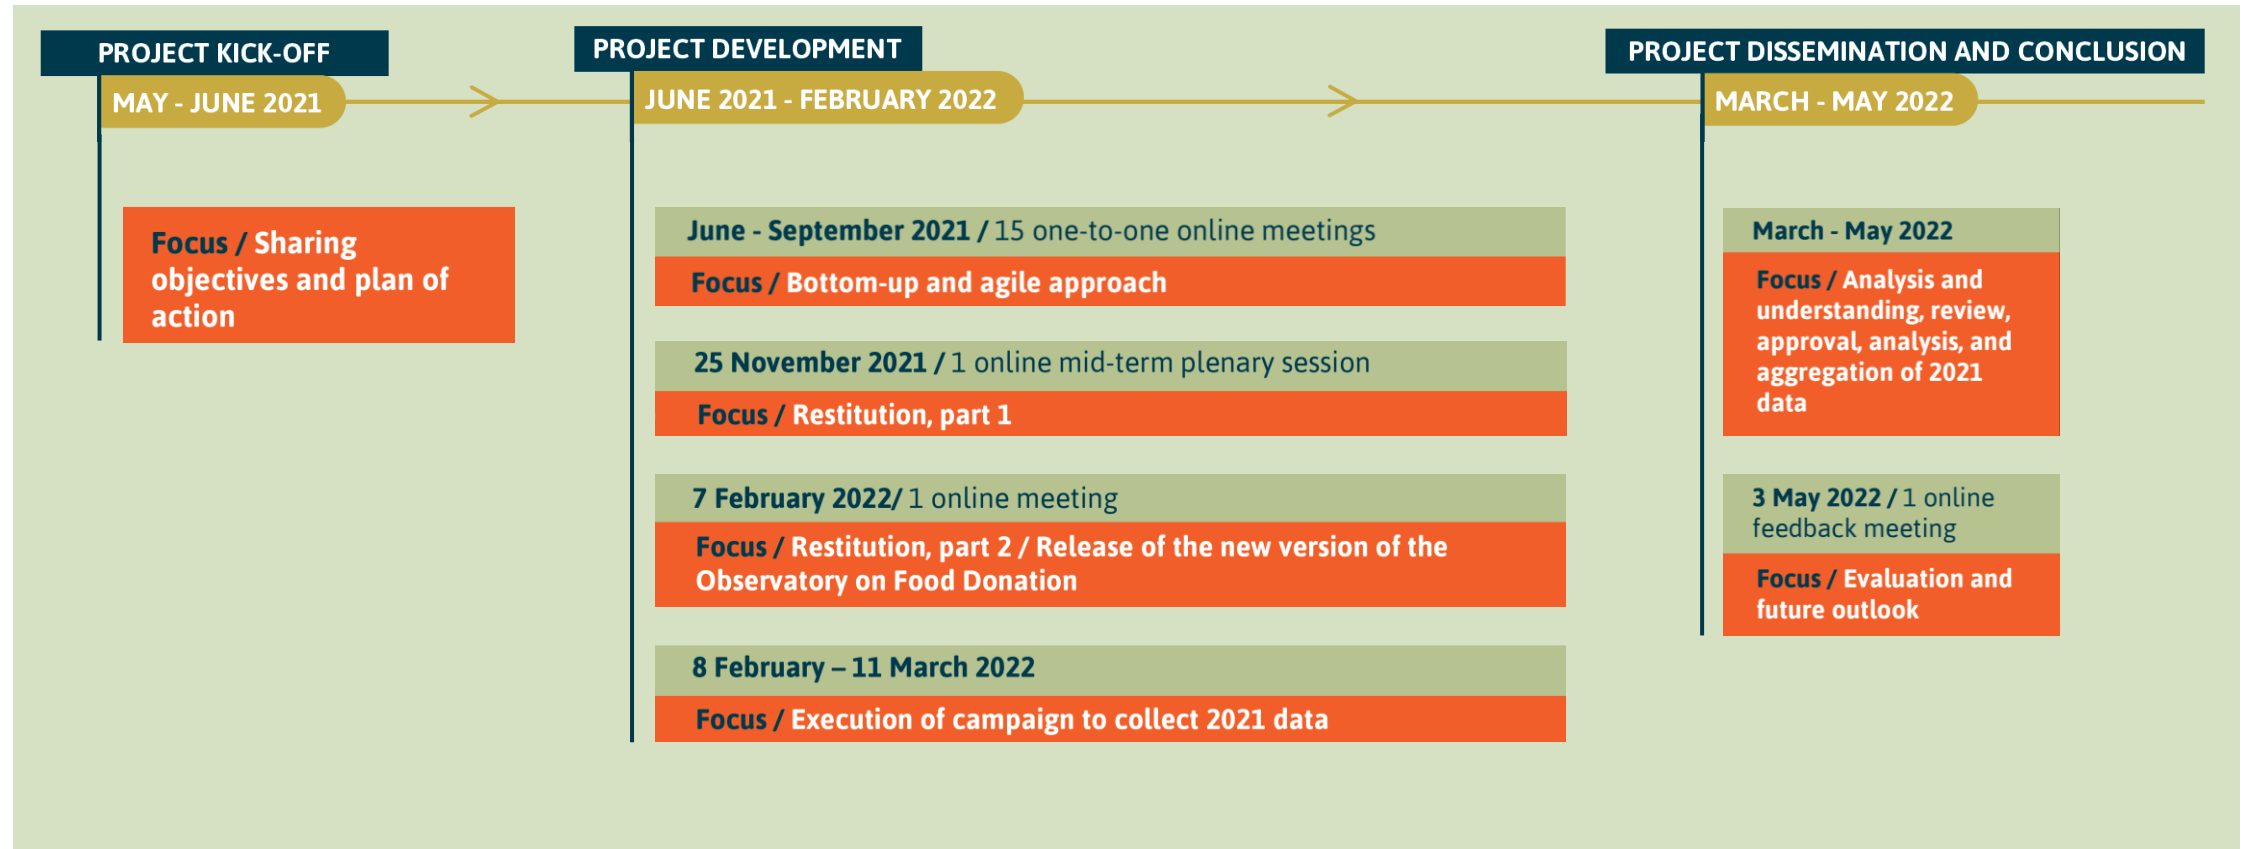 PROJECT KICK-OFF
MAY - JUNE 2021
Focus / Sharing
objectives and plan of
action
PROJECT DEVELOPMENT
JUNE 2021 - FEBRUARY 2022
June - September 2021 / 15 one-to-one online meetings
Focus / Bottom-up and agile approach
25 November 2021 / 1 online mid-term plenary session
Focus / Restitution, part 1
7 February 2022/ 1 online meeting
Focus / Restitution, part 2 / Release of the new version of the
Observatory on Food Donation
8 February – 11 March 2022
Focus / Execution of campaign to collect 2021 data
PROJECT DISSEMINATION AND CONCLUSION
MARCH - MAY 2022
March - May 2022
Focus / Analysis and
understanding, review,
approval, analysis, and
aggregation of 2021
data
3 May 2022 / 1 online
feedback meeting
Focus / Evaluation and
future outlook